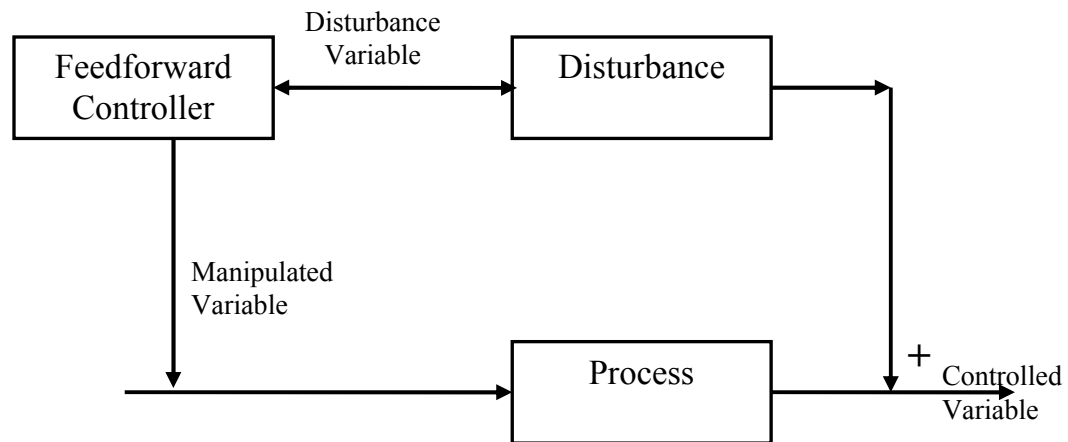 Disturbance
Variable
Feedforward
Controller
Disturbance
Manipulated
Variable
Process
+
Controlled
Variable